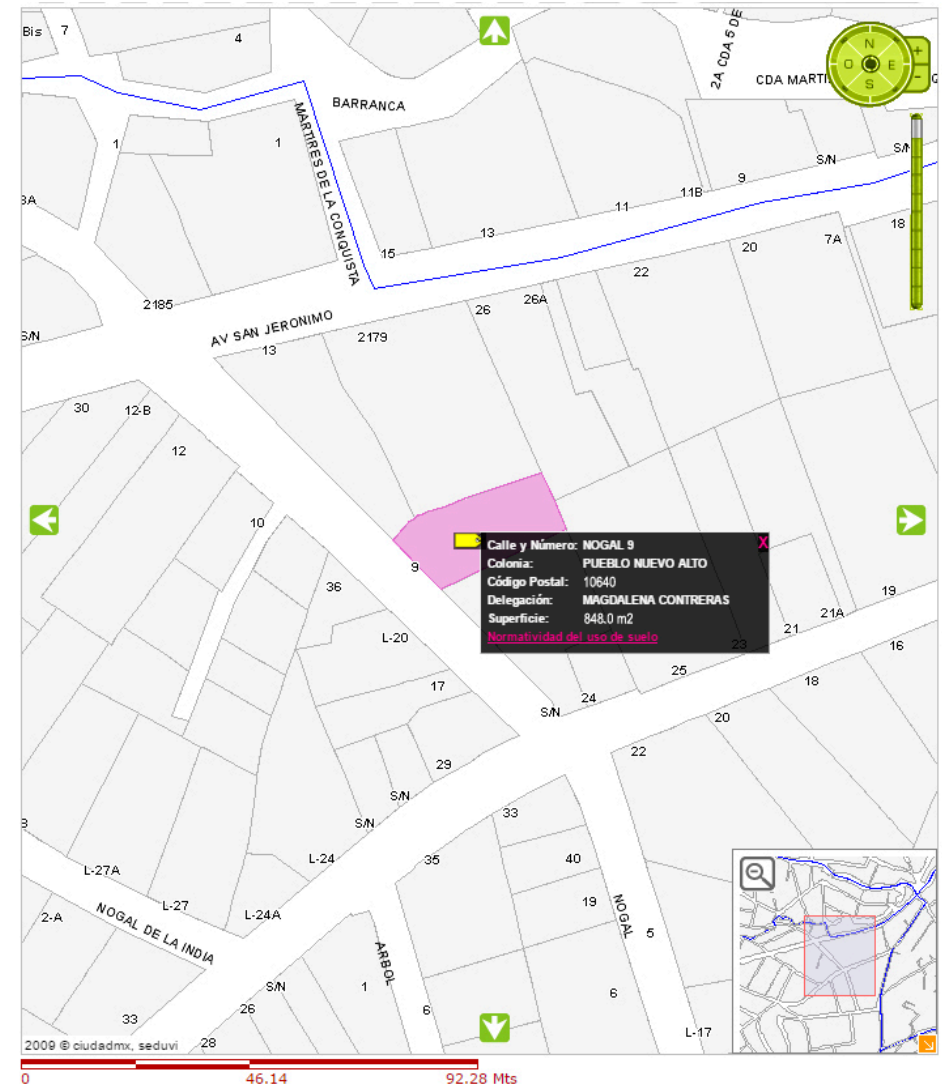 Bis
7
4
2A CDA 5 DE
N
O
E
S
+
-
CDA MARTI
BARRANCA
1
1
MARTIRES DE LA CONQUISTA
S/N
S/N
9
11B
11
13
15
3A
18
7A
20
22
26A
26
2185
S/N
AV SAN JERONIMO
13
2179
30
12-B
12
10
9
Calle y Número: NOGAL 9
X
Colonia: PUEBLO NUEVO ALTO
Código Postal: 10640
Delegación: MAGDALENA CONTRERAS
Superficie: 848.0 m2
Normatividad del uso de suelo
36
19
21A
21
23
L-20
16
25
18
17
24
S/N
20
22
29
S/N
S/N
33
L-24
35
40
L-27A
L-27
L-24A
19
2-A
NOGAL DE LA INDIA
NOGAL
5
ARBOL
S/N
1
6
26
6
33
28
L-17
2009 © ciudadmx, seduvi
0 46.14 92.28 Mts